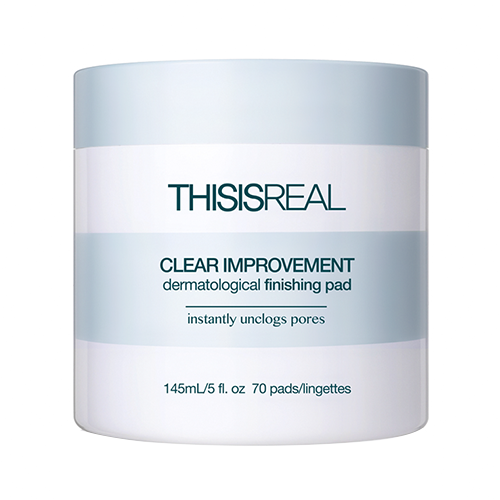 THISISREAL
CLEAR IMPROVEMENT
dermatological finishing pad
instantly unclogs pores
145mL/5 fl. oz 70 pads/lingettes